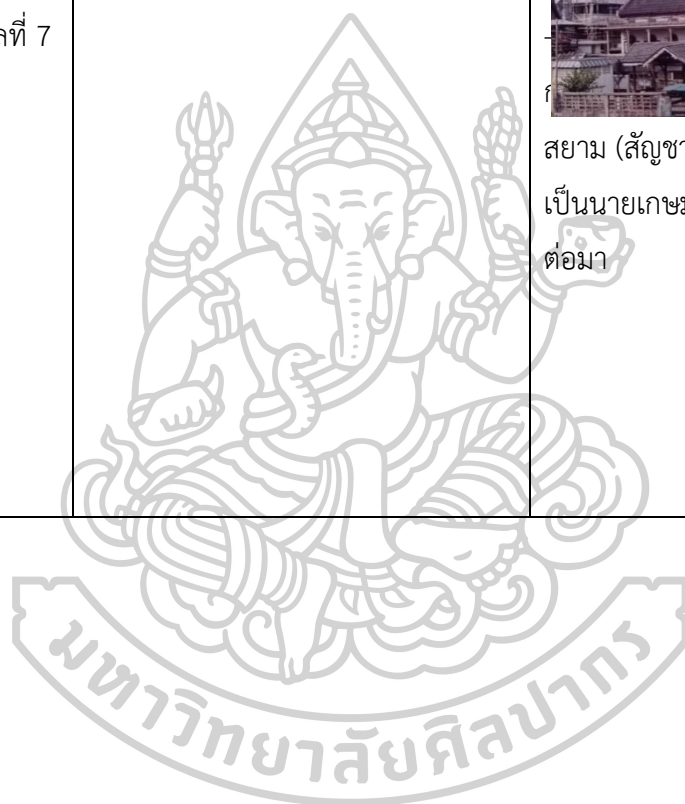 ลที่ 7
สยาม (สัญชา
เป็นนายเกษม
ต่อมา
มหาวิทยาลัยศิลปากร